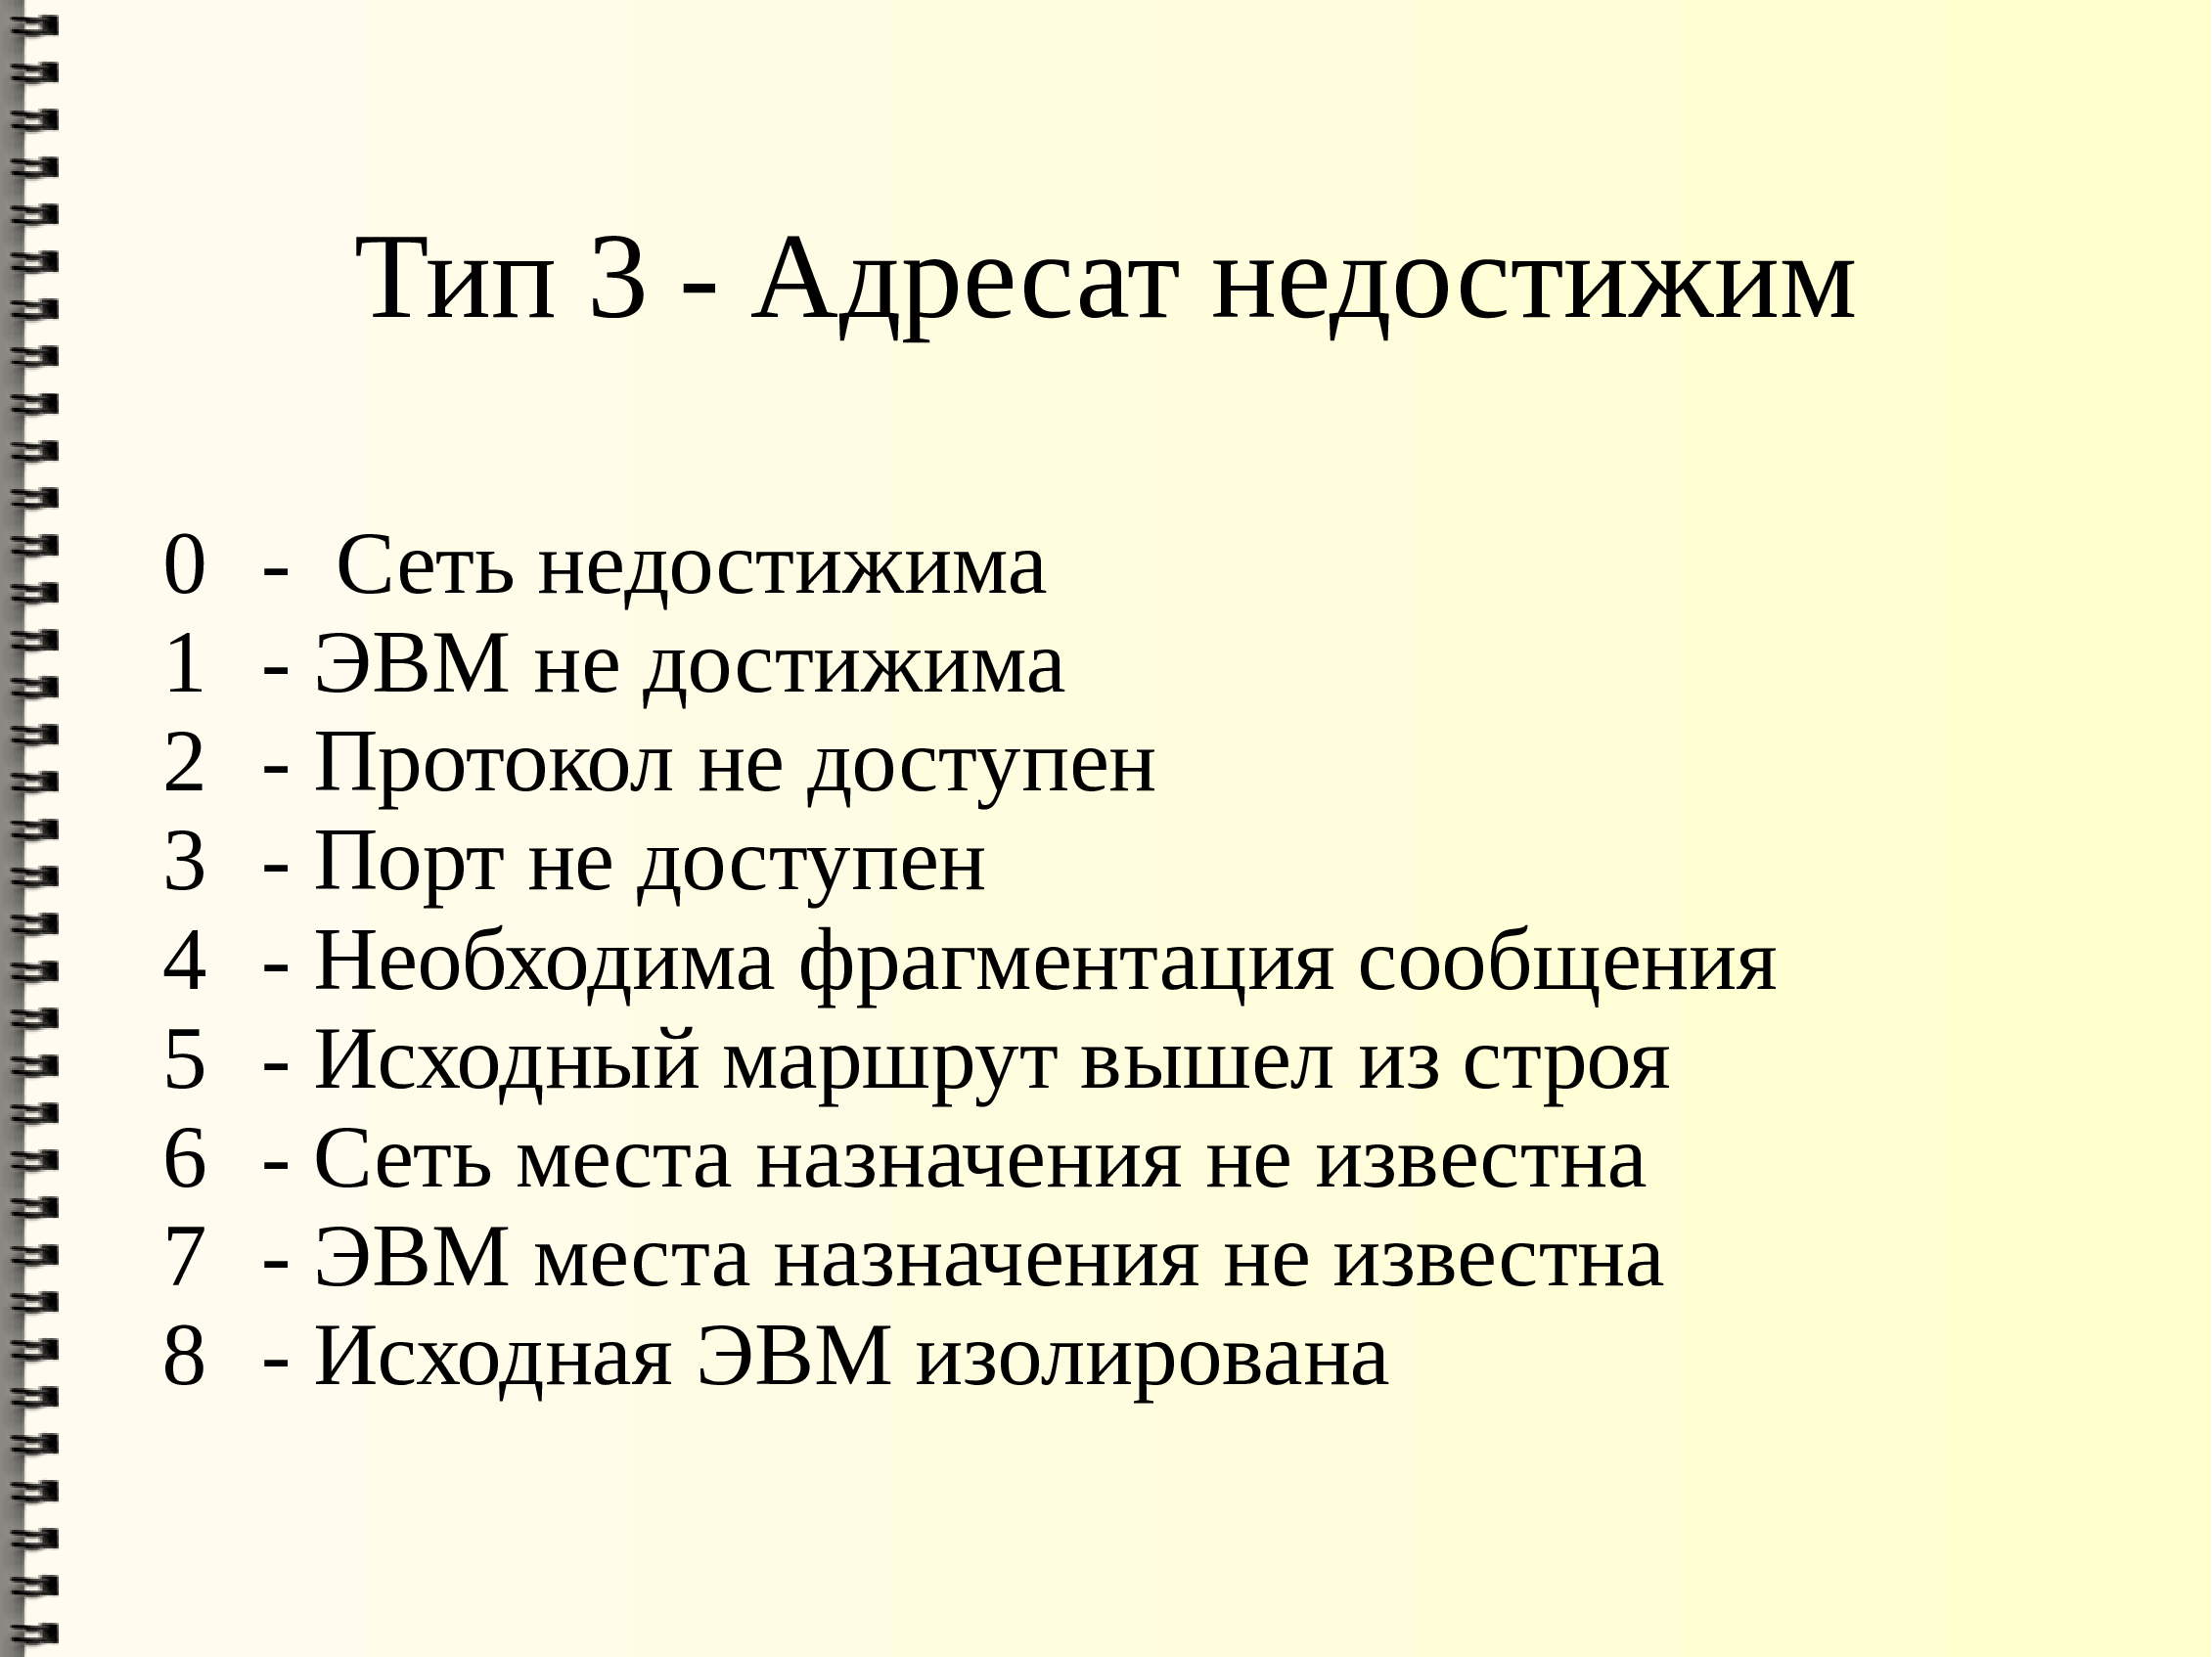 Тип 3 - Адресат недостижим
0 - Сеть недостижима
1 - ЭВМ не достижима
2 - Протокол не доступен
3 - Порт не доступен
4 - Необходима фрагментация сообщения
5 - Исходный маршрут вышел из строя
6 - Сеть места назначения не известна
7 - ЭВМ места назначения не известна
8 - Исходная ЭВМ изолирована